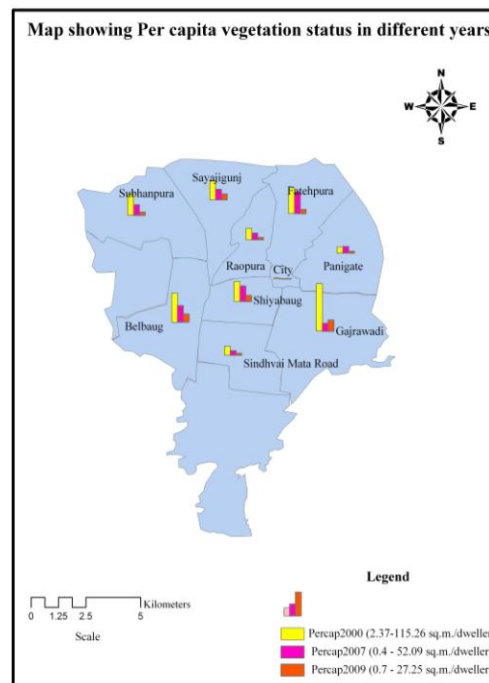 Map showing Per capita vegetation status in different years
N
W E
S
Sayajigunj
Subhanpura
Fatehpura
Raopura
City
Panigate
Shiyabaug
Belbaug
Gajrawadi
Sindhvai Mata Road
Legend
Kilometers
0 1.25 2.5 5
Scale
Percap2000 (2.37-115.26 sq.m./dweller
Percap2007 (0.4 - 52.09 sq.m./dweller
Percap2009 (0.7 - 27.25 sq.m./dweller